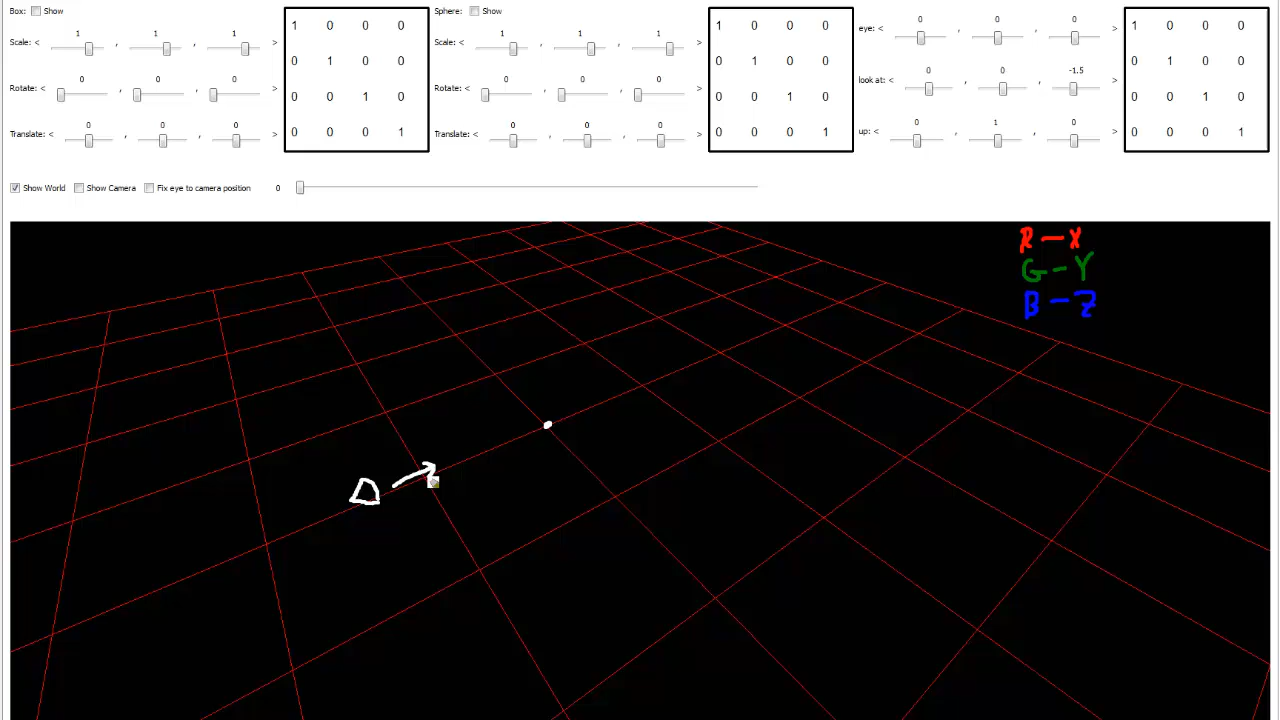 Box: Show
1 1 1
Scale: < , , >
0 0 0
Rotate: < , , >
0 0 0
Translate: < , , >
1 0 0 0
0 1 0 0
0 0 1 0
0 0 0 1
Sphere: Show
1 1 1
Scale: < , , >
0 0 0
Rotate: < , , >
0 0 0
Translate: < , , >
1 0 0 0
0 1 0 0
0 0 1 0
0 0 0 1
0 0 0
eye: < , , >
0 0 -1.5
look at: < , , >
0 1 0
up: < , , >
1 0 0 0
0 1 0 0
0 0 1 0
0 0 0 1
Show World Show Camera Fix eye to camera position 0
R - X
G - Y
B - Z